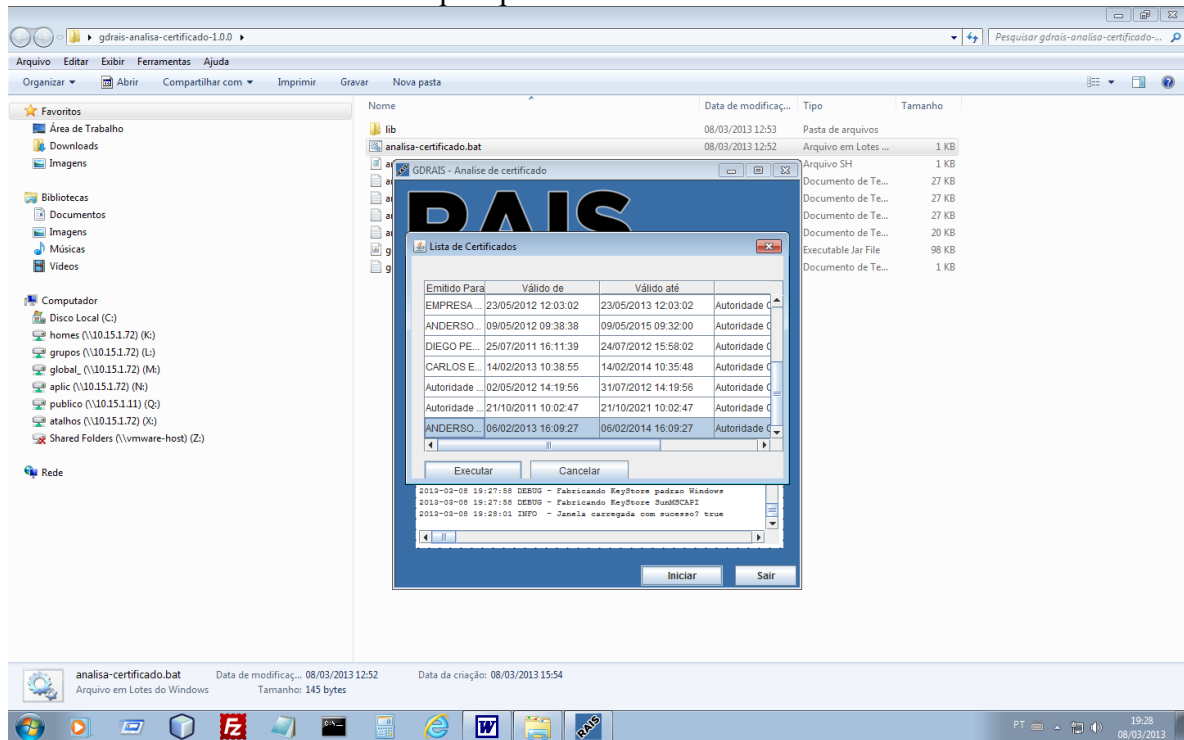 gdrais-analisa-certificado-1.0.0
Pesquisar gdrais-analisa-certificado-...
Arquivo Editar Exibir Ferramentas Ajuda
Organizar Abrir Compartilhar com Imprimir Gravar Nova pasta
Favoritos
Área de Trabalho
Downloads
Imagens
Bibliotecas
Documentos
Imagens
Músicas
Vídeos
Computador
Disco Local (C:)
homes (\\10.15.1.72) (K:)
grupos (\\10.15.1.72) (L:)
global_ (\\10.15.1.72) (M:)
aplic (\\10.15.1.72) (N:)
publico (\\10.15.1.11) (Q:)
atalhos (\\10.15.1.72) (X:)
Shared Folders (\\vmware-host) (Z:)
Rede
Nome Data de modificaç... Tipo Tamanho
lib 08/03/2013 12:53 Pasta de arquivos
analisa-certificado.bat 08/03/2013 12:52 Arquivo em Lotes ... 1 KB
Arquivo SH 1 KB
Documento de Te... 27 KB
Documento de Te... 27 KB
Documento de Te... 27 KB
Documento de Te... 20 KB
Executable Jar File 98 KB
Documento de Te... 1 KB
GDRAIS - Analise de certificado
RAIS
Lista de Certificados
Emitido Para Válido de Válido até
EMPRESA ... 23/05/2012 12:03:02 23/05/2013 12:03:02 Autoridade C
ANDERSO... 09/05/2012 09:38:38 09/05/2015 09:32:00 Autoridade C
DIEGO PE... 25/07/2011 16:11:39 24/07/2012 15:58:02 Autoridade C
CARLOS E... 14/02/2013 10:38:55 14/02/2014 10:35:48 Autoridade C
Autoridade ... 02/05/2012 14:19:56 31/07/2012 14:19:56 Autoridade C
Autoridade ... 21/10/2011 10:02:47 21/10/2021 10:02:47 Autoridade C
ANDERSO... 06/02/2013 16:09:27 06/02/2014 16:09:27 Autoridade C
Executar Cancelar
2013-03-08 19:27:58 DEBUG - Fabricando KeyStore padrao Windows
2013-03-08 19:27:58 DEBUG - Fabricando KeyStore SunMSCAPI
2013-03-08 19:28:01 INFO - Janela carregada com sucesso? true
Iniciar Sair
analisa-certificado.bat Data de modificaç... 08/03/2013 12:52 Data da criação: 08/03/2013 15:54
Arquivo em Lotes do Windows Tamanho: 145 bytes
RAIS
PT
19:28
08/03/2013